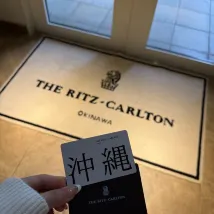 THE RITZ-CARLTON
OKINAWA
沖縄
THE RITZ-CARLTON